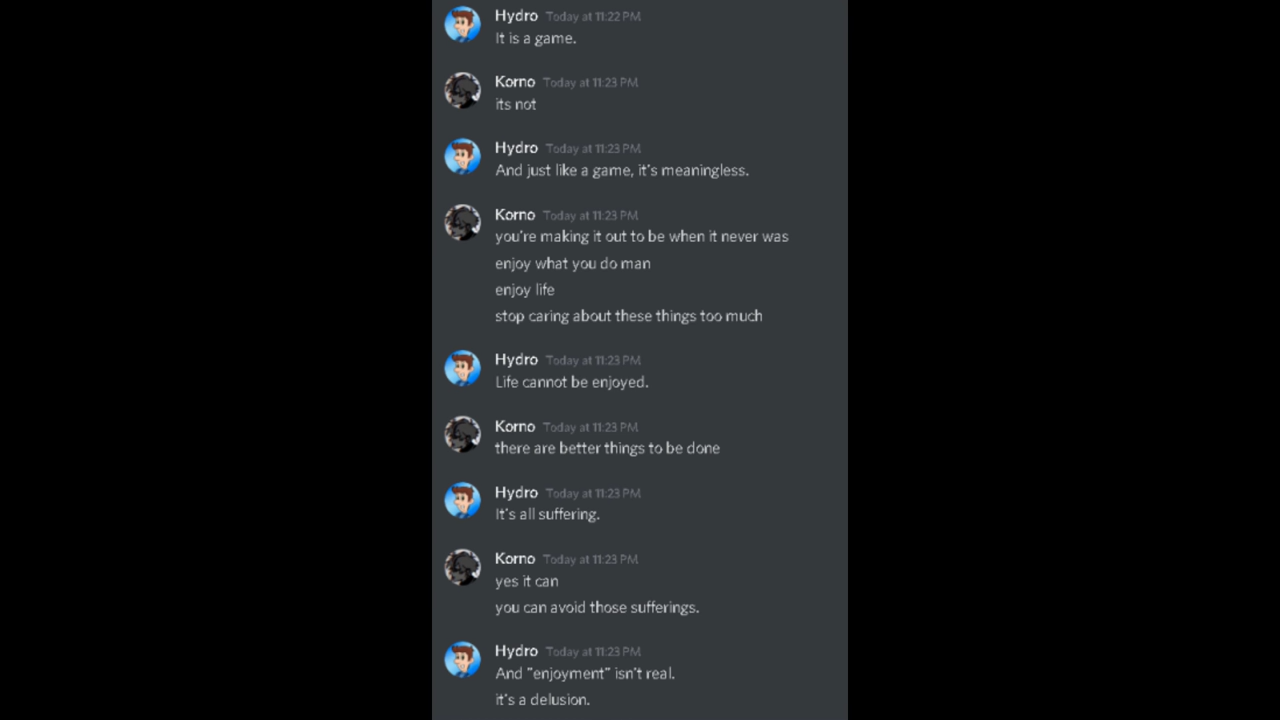 Hydro Today at 11:22 PM
It is a game.
Korno Today at 11:23 PM
its not
Hydro Today at 11:23 PM
And just like a game, it's meaningless.
Korno Today at 11:23 PM
you're making it out to be when it never was
enjoy what you do man
enjoy life
stop caring about these things too much
Hydro Today at 11:23 PM
Life cannot be enjoyed.
Korno Today at 11:23 PM
there are better things to be done
Hydro Today at 11:23 PM
It's all suffering.
Korno Today at 11:23 PM
yes it can
you can avoid those sufferings.
Hydro Today at 11:23 PM
And "enjoyment" isn't real.
it's a delusion.